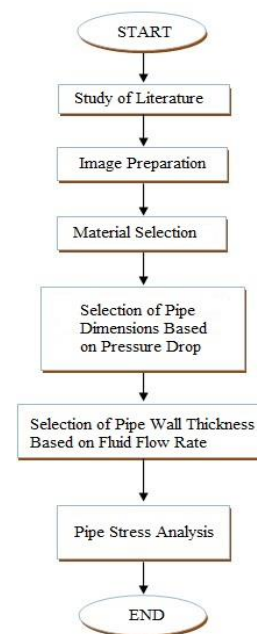 START
Study of Literature
Image Preparation
Material Selection
Selection of Pipe
Dimensions Based
on Pressure Drop
Selection of Pipe Wall Thickness
Based on Fluid Flow Rate
Pipe Stress Analysis
END